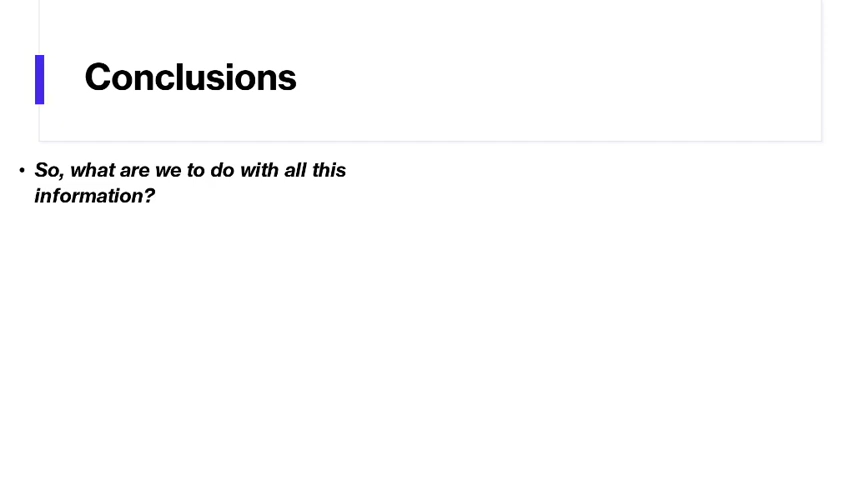 Conclusions
• So, what are we to do with all this
information?